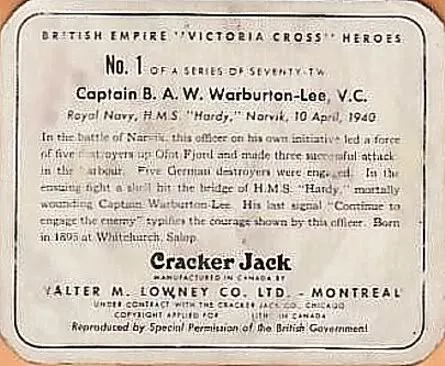 BRITISH EMPIRE "VICTORIA CROSS" HEROES
No. 1 OF A SERIES OF SEVENTY-TW
Captain B. A. W. Warburton-Lee, V.C.
Royal Navy, H.M.S. "Hardy," Narvik, 10 April, 1940
In the battle of Narvik, this officer on his own initiative led a force
of five destroyers up Ofot Fjord and made three successful attack
in the arbour. Five German destroyers were engaged. In the
ensuing fight a shell hit the bridge of H.M.S. "Hardy," mortally
wounding Captain Warburton-Lee. His last signal "Continue to
engage the enemy" typifies the courage shown by this officer. Born
in 1895 at Whitchurch, Salop.
Cracker Jack
MANUFACTURED IN CANADA BY
WALTER M. LOWNEY CO. LTD. - MONTREAL
UNDER CONTRACT WITH THE CRACKER JACK CO., CHICAGO
COPYRIGHT APPLIED FOR LITH. IN CANADA
Reproduced by Special Permission of the British Government